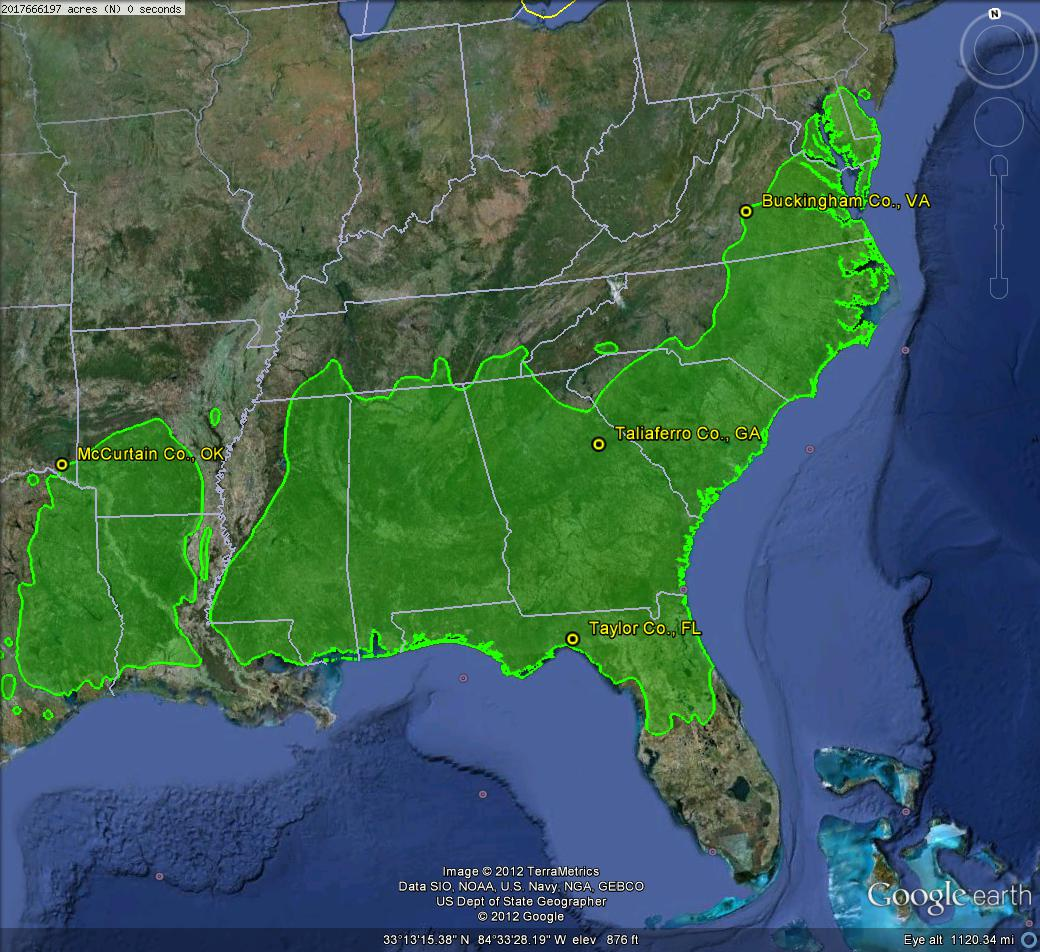 2017666197 acres (N) 0 seconds
N
Buckingham Co., VA
Taliaferro Co., GA
McCurtain Co., OK
Taylor Co., FL
Image © 2012 TerraMetrics
Data SIO, NOAA, U.S. Navy, NGA, GEBCO
US Dept of State Geographer
© 2012 Google
Google earth
33°13'15.38" N 84°33'28.19" W elev 876 ft
Eye alt 1120.34 mi